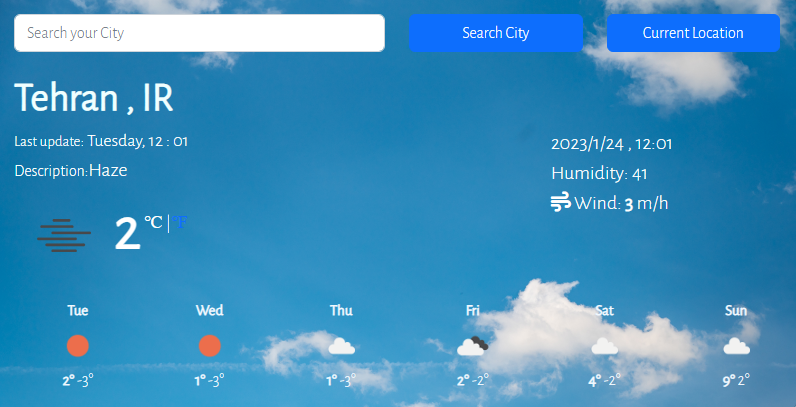 Search your City
Search City
Current Location
Tehran , IR
Last update: Tuesday, 12 : 01
Description:Haze
2023/1/24 , 12:01
Humidity: 41
Wind: 3 m/h
2 °C | °F
Tue
Wed
Thu
Fri
Sat
Sun
2° -3°
1° -3°
1° -3°
2° -2°
4° -2°
9° 2°